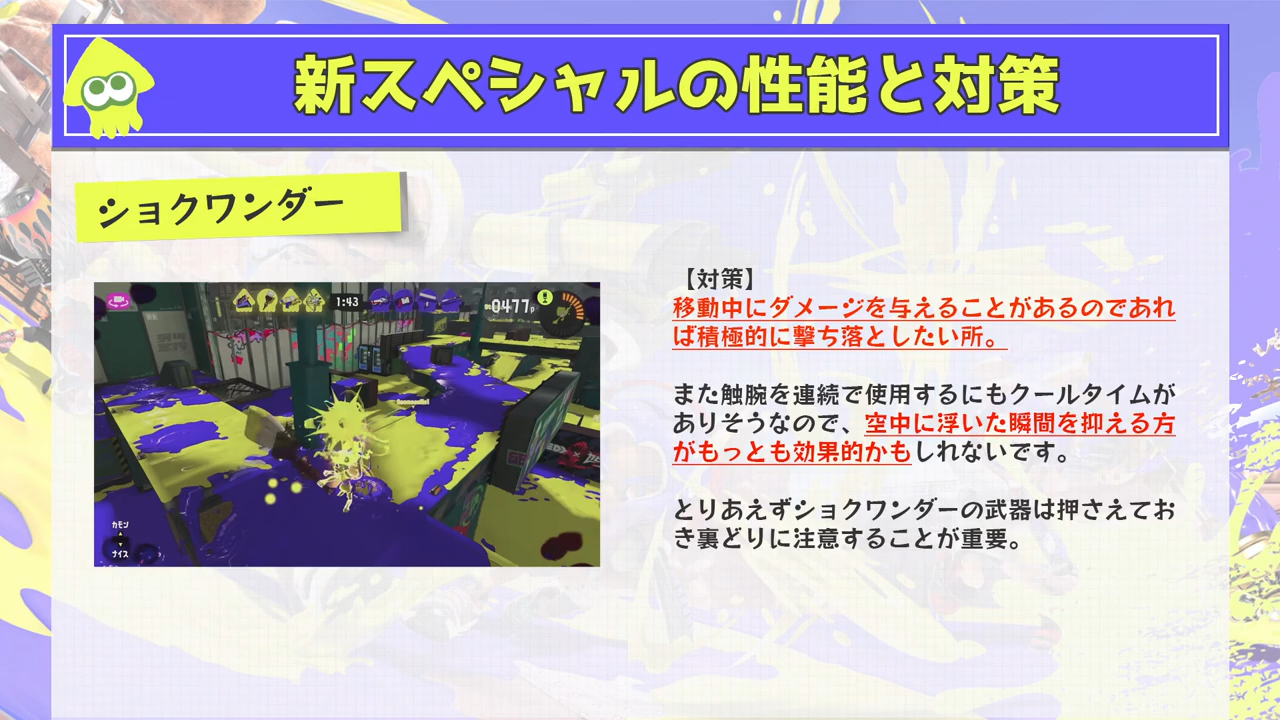 新スペシャルの性能と対策
ショクワンダー
1:43
0477p
カモン
ナイス
【対策】
移動中にダメージを与えることがあるのであれ
ば積極的に撃ち落としたい所。
また触腕を連続で使用するにもクールタイムが
ありそうなので、空中に浮いた瞬間を抑える方
がもっとも効果的かもしれないです。
とりあえずショクワンダーの武器は押さえてお
き裏どりに注意することが重要。